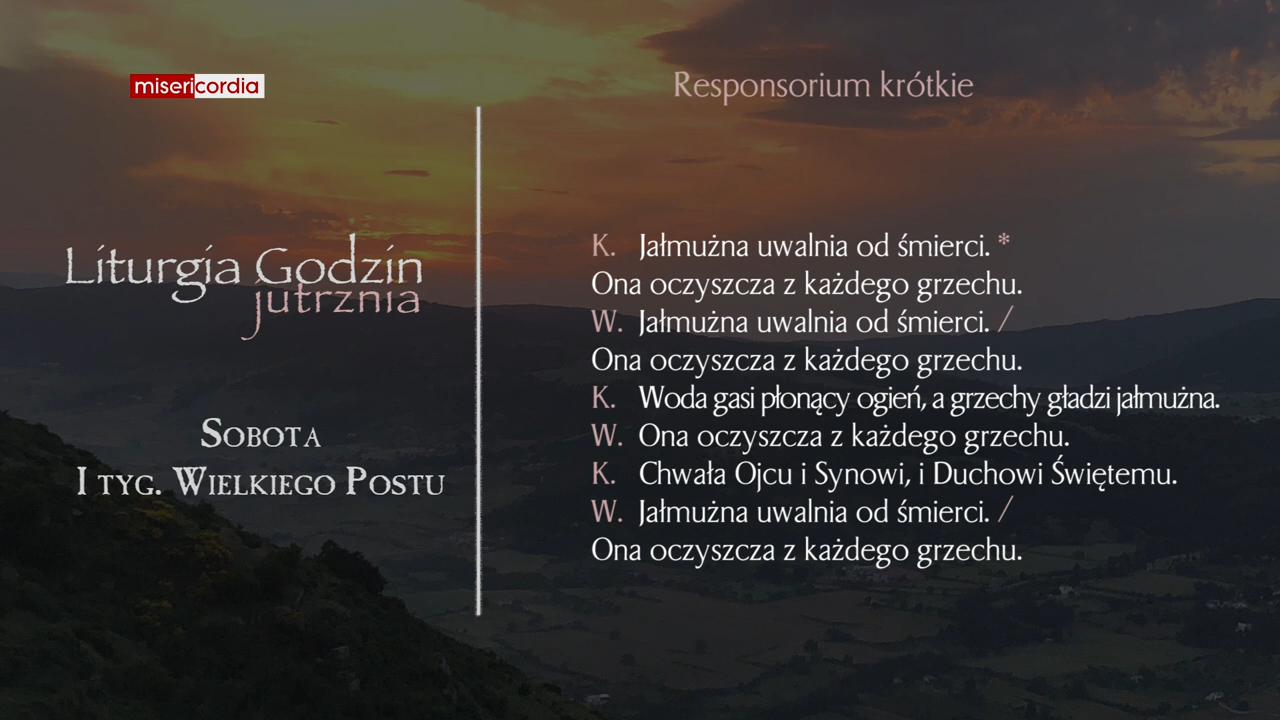 misericordia
Liturgia Godzin
jutrznia
Sobota
I tyg. Wielkiego Postu
Responsorium krótkie
K. Jałmużna uwalnia od śmierci. *
Ona oczyszcza z każdego grzechu.
W. Jałmużna uwalnia od śmierci. /
Ona oczyszcza z każdego grzechu.
K. Woda gasi płonący ogień, a grzechy gładzi jałmużna.
W. Ona oczyszcza z każdego grzechu.
K. Chwała Ojcu i Synowi, i Duchowi Świętemu.
W. Jałmużna uwalnia od śmierci. /
Ona oczyszcza z każdego grzechu.